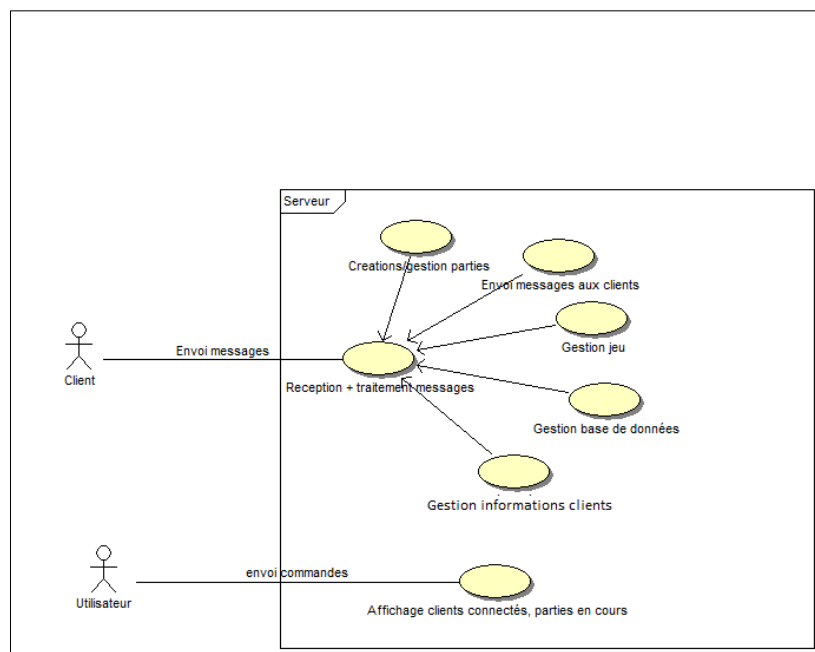 Serveur
Creations/gestion parties
Envoi messages aux clients
Gestion jeu
Envoi messages
Client
Reception + traitement messages
Gestion base de données
Gestion informations clients
envoi commandes
Utilisateur
Affichage clients connectés, parties en cours